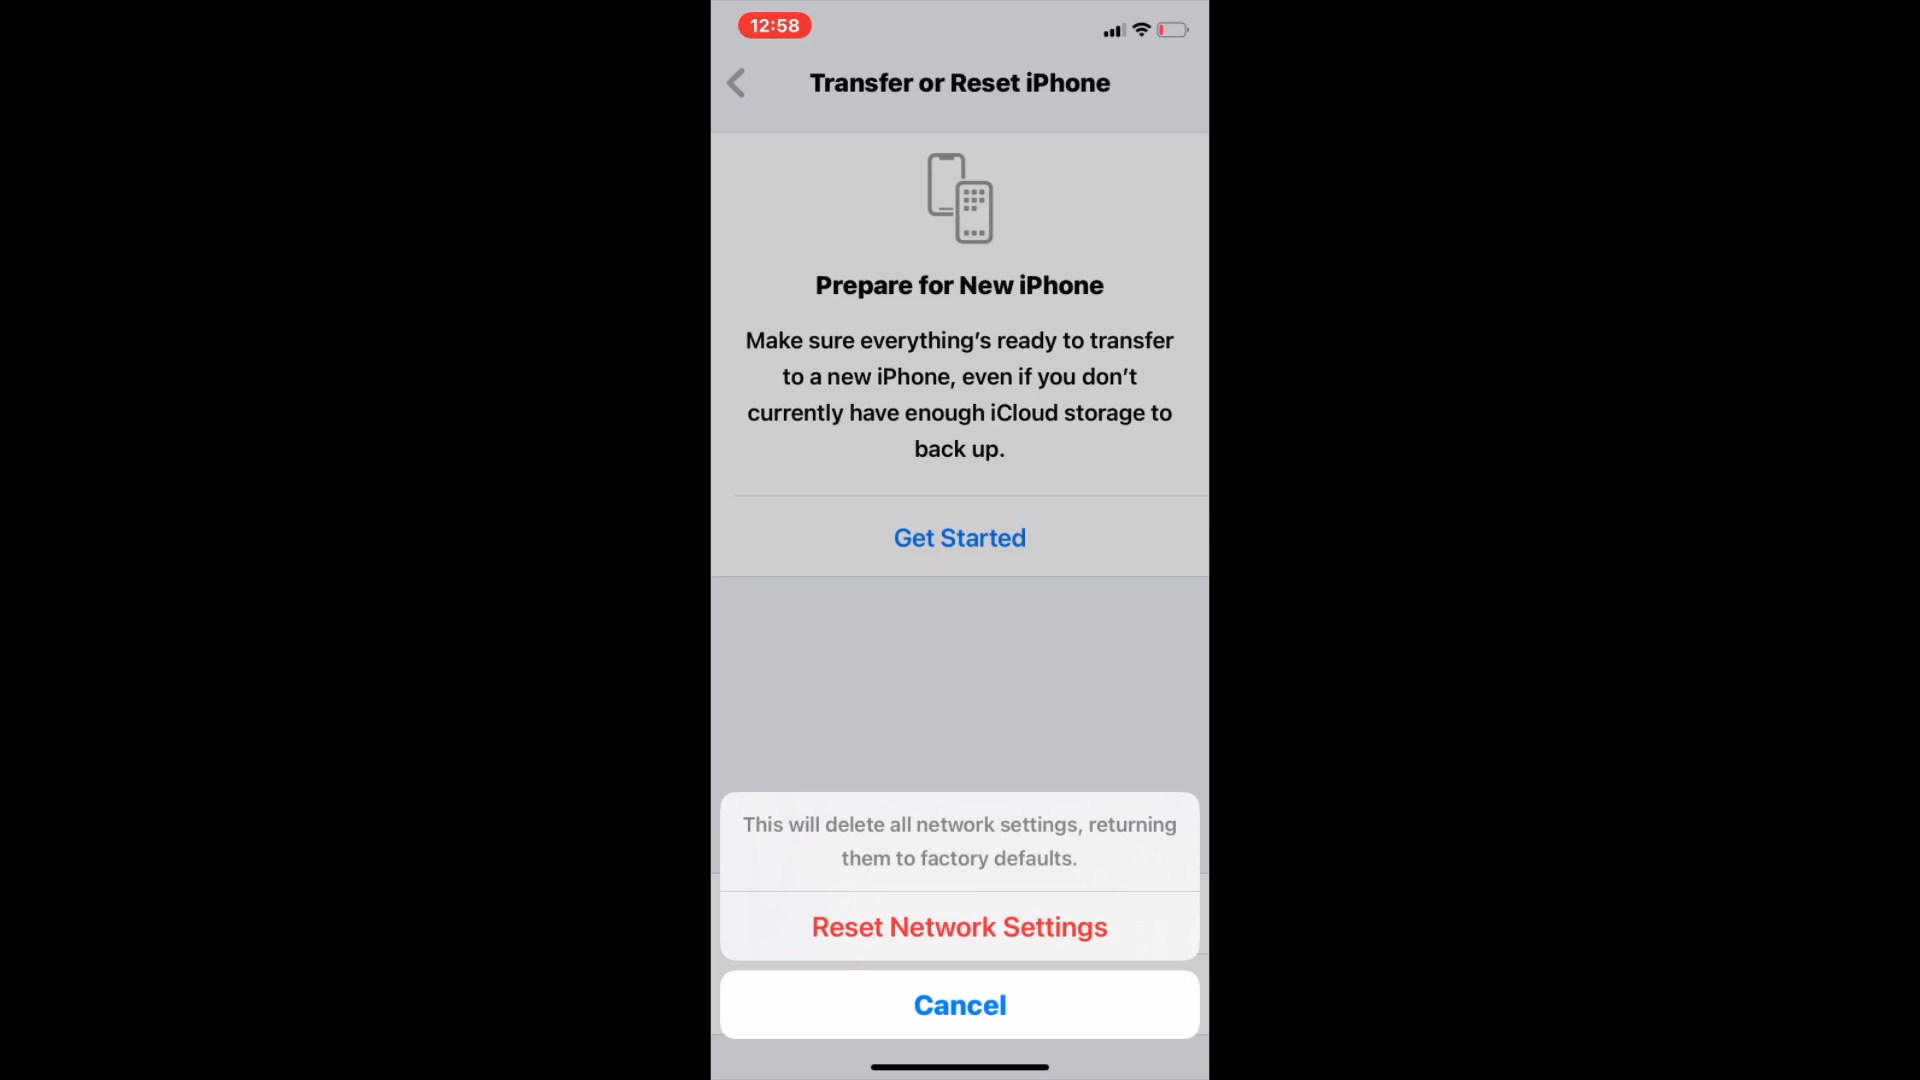 12:58
Transfer or Reset iPhone
Prepare for New iPhone
Make sure everything’s ready to transfer
to a new iPhone, even if you don’t
currently have enough iCloud storage to
back up.
Get Started
This will delete all network settings, returning
them to factory defaults.
Reset Network Settings
Cancel